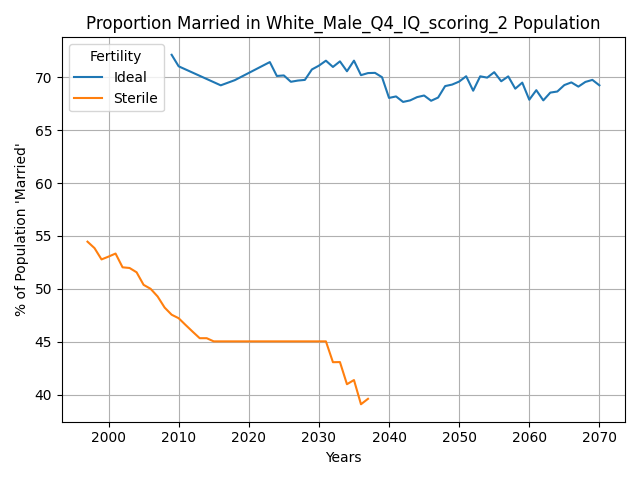 Proportion Married in White_Male_Q4_IQ_scoring_2 Population
% of Population 'Married'
Fertility
Ideal
Sterile
70
65
60
55
50
45
40
2000 2010 2020 2030 2040 2050 2060 2070
Years